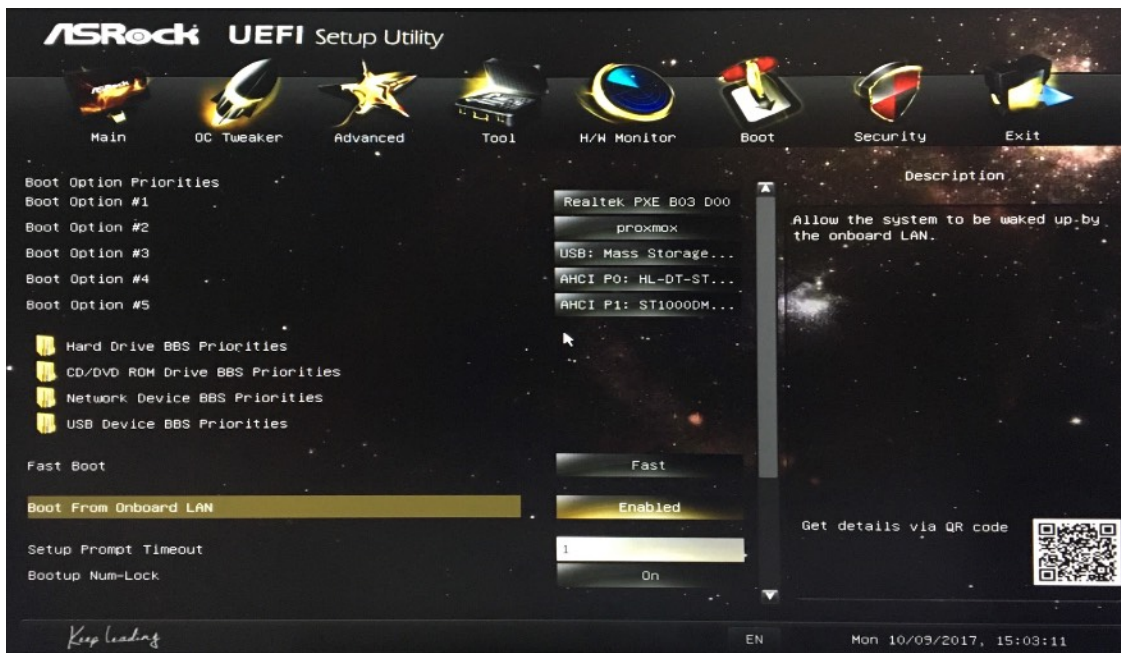 ASRock UEFI Setup Utility
Main OC Tweaker Advanced Tool H/W Monitor Boot Security Exit
Boot Option Priorities
Boot Option #1 Realtek PXE B03 D00
Boot Option #2 proxmox
Boot Option #3 USB: Mass Storage...
Boot Option #4 AHCI P0: HL-DT-ST...
Boot Option #5 AHCI P1: ST1000DM...
Hard Drive BBS Priorities
CD/DVD ROM Drive BBS Priorities
Network Device BBS Priorities
USB Device BBS Priorities
Fast Boot Fast
Boot From Onboard LAN Enabled
Setup Prompt Timeout 1
Bootup Num-Lock On
Description
Allow the system to be waked up by
the onboard LAN.
Get details via QR code
Keep leading
EN Mon 10/09/2017, 15:03:11